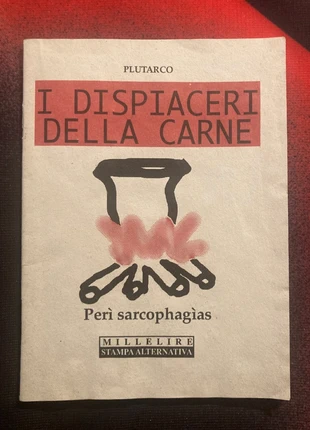 PLUTARCO
I DISPIACERI
DELLA CARNE
Perì sarcophagìas
MILLELIRE
STAMPA ALTERNATIVA